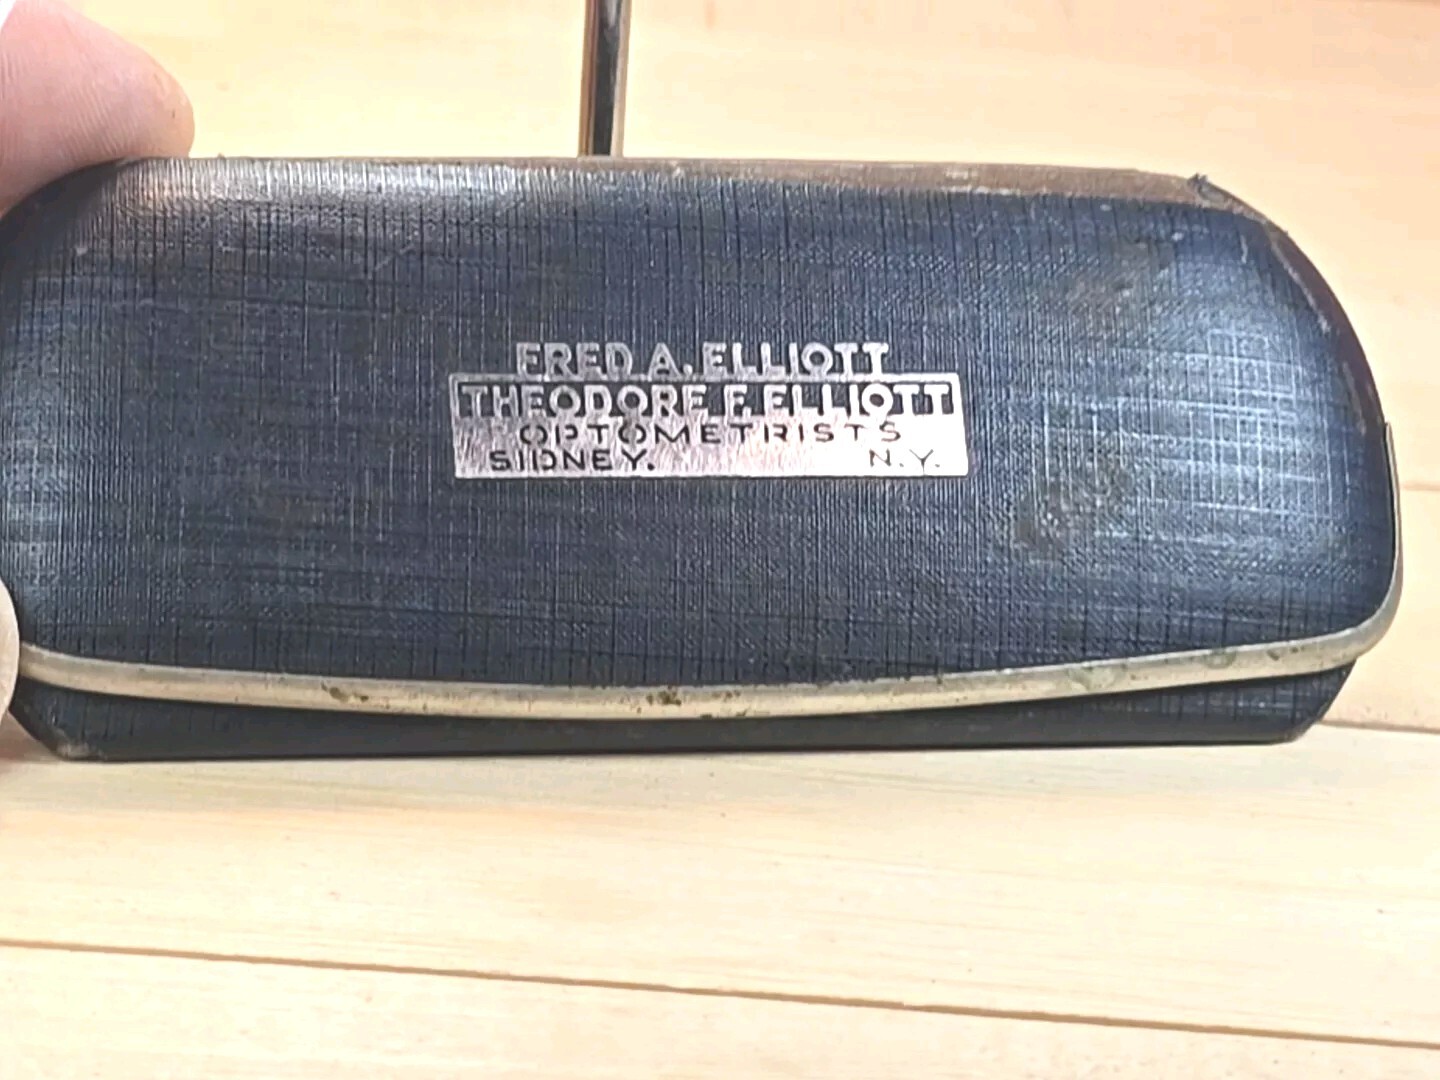 FRED A. ELLIOTT
THEODORE F. ELLIOTT
OPTOMETRISTS
SIDNEY. N.Y.